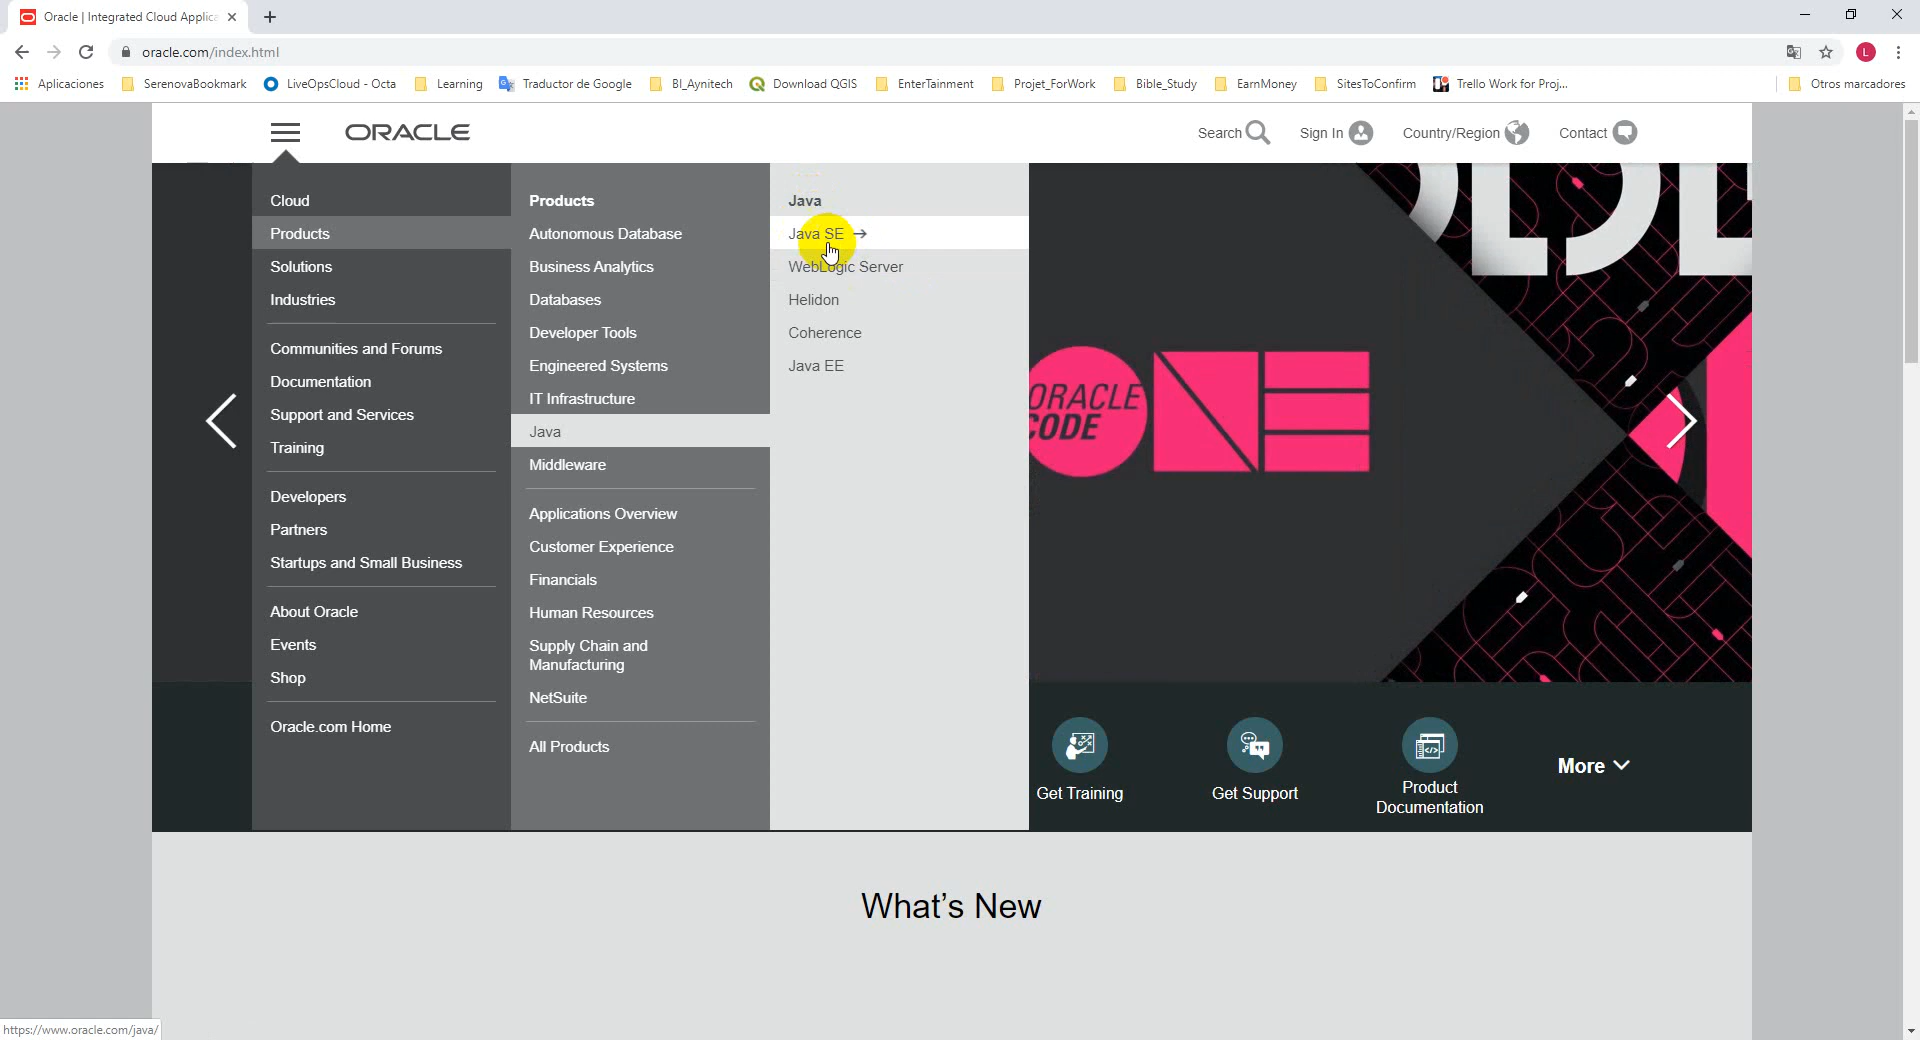 Oracle | Integrated Cloud Applica
oracle.com/index.html
Aplicaciones
SerenovaBookmark
LiveOpsCloud - Octa
Learning
Traductor de Google
BI_Aynitech
Download QGIS
EnterTainment
Projet_ForWork
Bible_Study
EarnMoney
SitesToConfirm
Trello Work for Proj...
Otros marcadores
ORACLE
Search
Sign In
Country/Region
Contact
Cloud
Products
Solutions
Industries
Communities and Forums
Documentation
Support and Services
Training
Developers
Partners
Startups and Small Business
About Oracle
Events
Shop
Oracle.com Home
Products
Autonomous Database
Business Analytics
Databases
Developer Tools
Engineered Systems
IT Infrastructure
Java
Middleware
Applications Overview
Customer Experience
Financials
Human Resources
Supply Chain and
Manufacturing
NetSuite
All Products
Java
Java SE
WebLogic Server
Helidon
Coherence
Java EE
ORACLE
CODE
ONE
Get Training
Get Support
Product
Documentation
More
What's New
https://www.oracle.com/java/
L